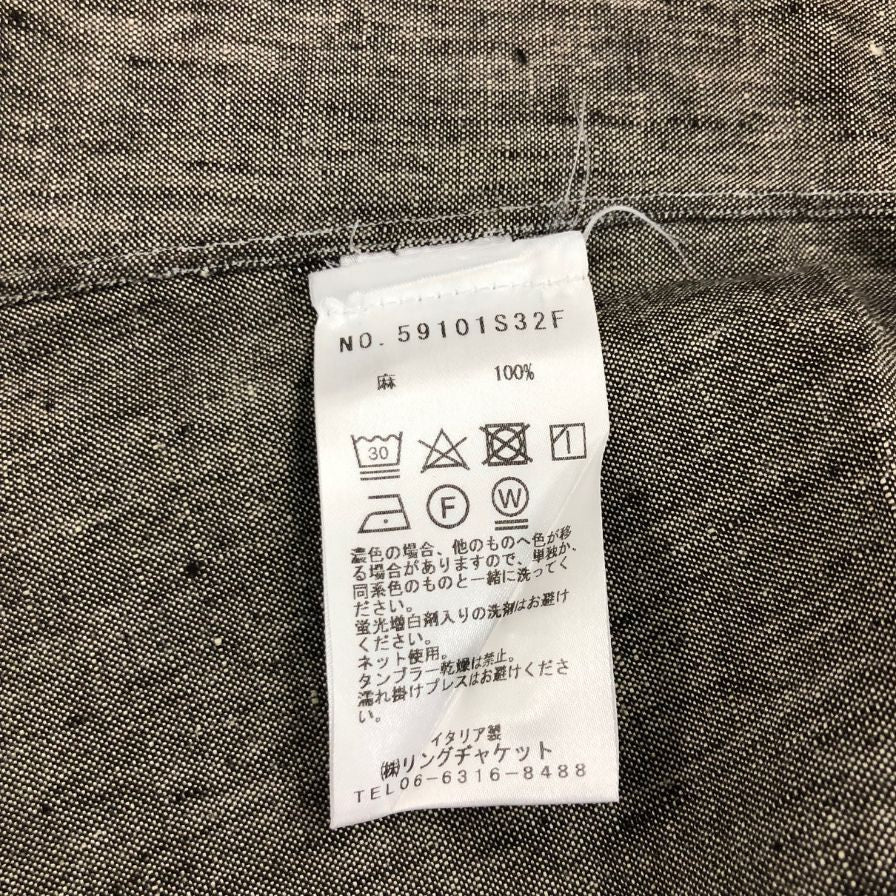 NO. 59101S32F
麻 100%
30
F W
濃色の場合、他のものへ色が移
る場合がありますので、単独か、
同系色のものと一緒に洗ってく
ださい。
蛍光増白剤入りの洗剤はお避け
ください。
ネット使用。
タンブラー乾燥は禁止。
濡れ掛けプレスはお避けくださ
い。
イタリア製
㈱リングヂャケット
TEL06-6316-8488